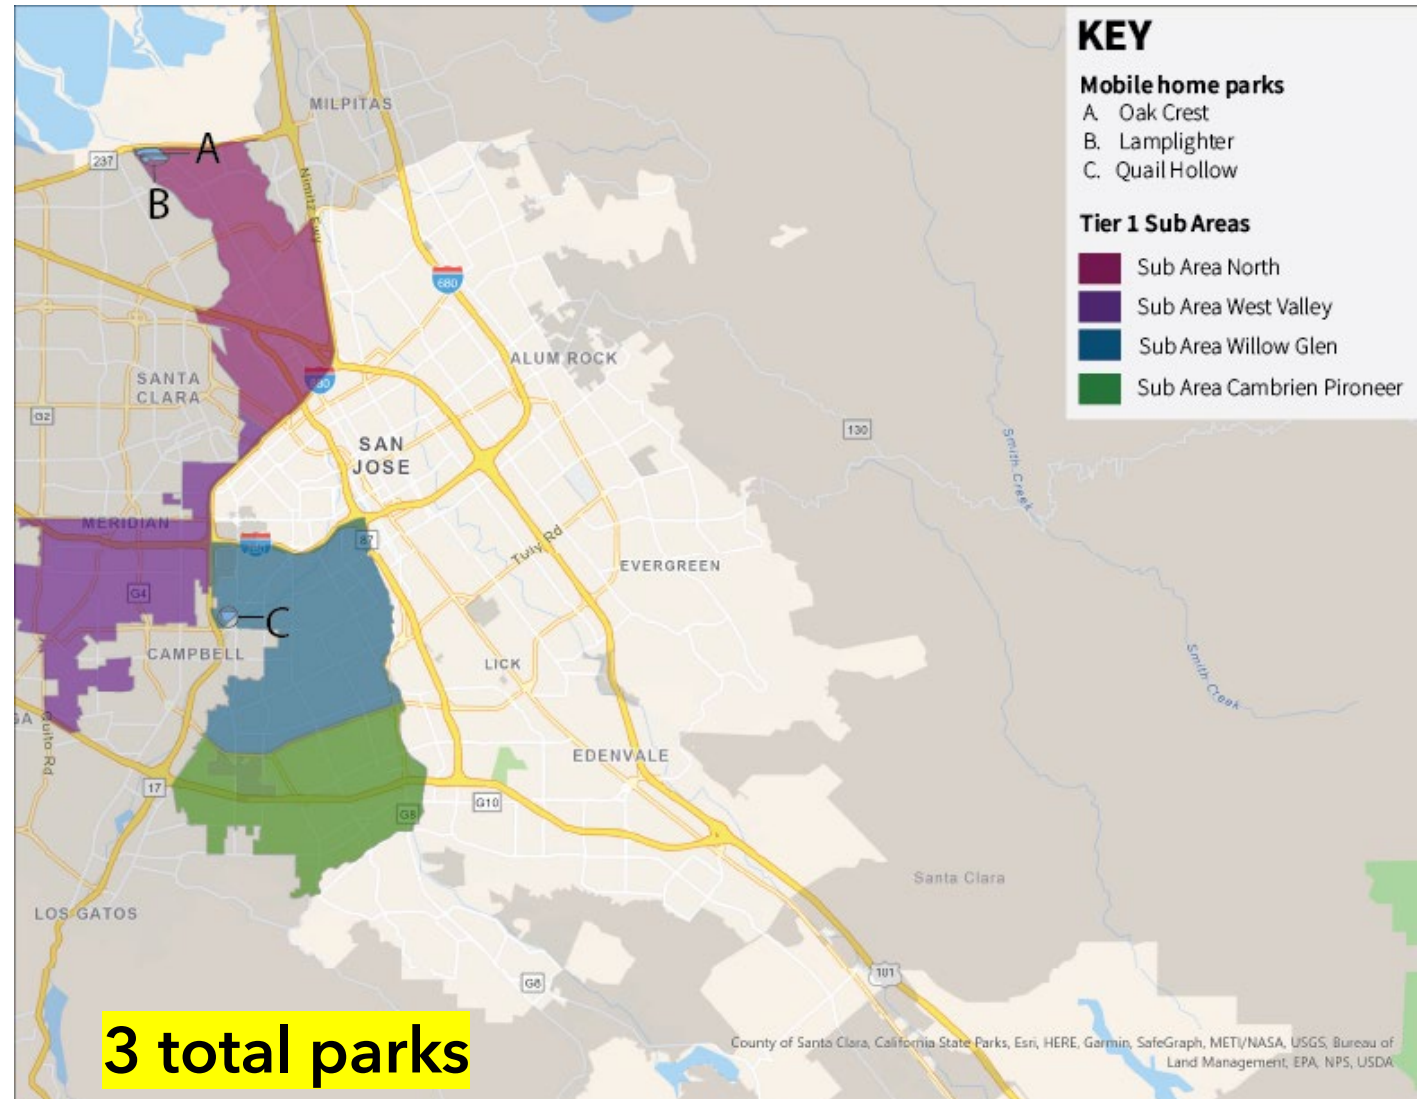 KEY
Mobile home parks
A. Oak Crest
B. Lamplighter
C. Quail Hollow
Tier 1 Sub Areas
Sub Area North
Sub Area West Valley
Sub Area Willow Glen
Sub Area Cambrien Pironeer
MILPITAS
237
A
B
Nimitz Fwy
680
ALUM ROCK
SANTA
CLARA
G2
SAN
JOSE
130
Smith Creek
MERIDIAN
87
Tully Rd
EVERGREEN
G4
C
CAMPBELL
LICK
Smith Creek
GA
Quito Rd
EDENVALE
17
G10
G8
Santa Clara
LOS GATOS
101
G8
3 total parks
County of Santa Clara, California State Parks, Esri, HERE, Garmin, SafeGraph, METI/NASA, USGS, Bureau of
Land Management, EPA, NPS, USDA